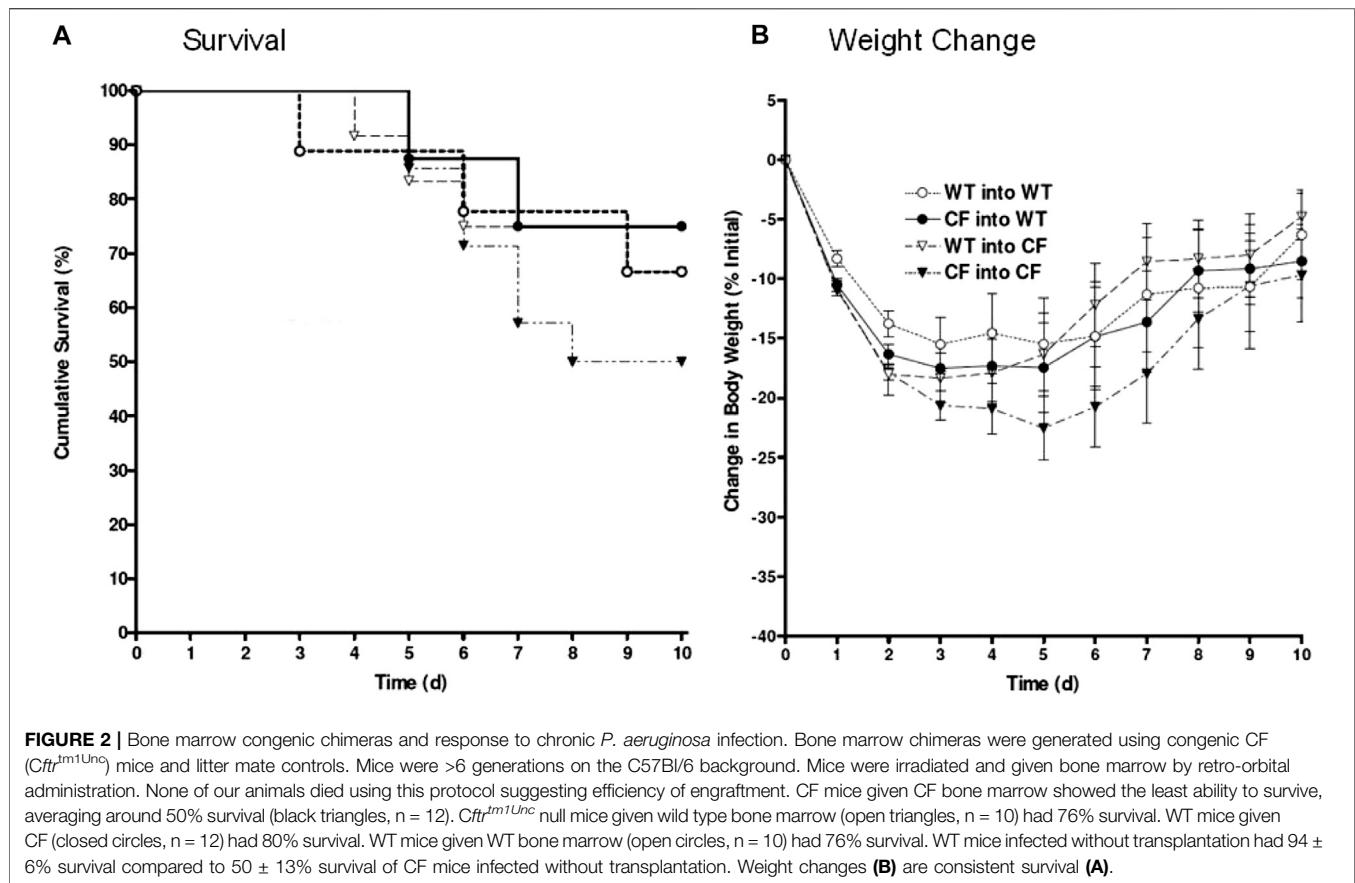 A Survival
100
90
80
70
60
50
40
30
20
10
0
Cumulative Survival (%)
0 1 2 3 4 5 6 7 8 9 10
Time (d)
B Weight Change
5
0
-5
-10
-15
-20
-25
-30
-35
-40
Change in Body Weight (% Initial)
WT into WT
CF into WT
WT into CF
CF into CF
0 1 2 3 4 5 6 7 8 9 10
Time (d)
FIGURE 2 | Bone marrow congenic chimeras and response to chronic P. aeruginosa infection. Bone marrow chimeras were generated using congenic CF
(Cftrtm1Unc) mice and litter mate controls. Mice were >6 generations on the C57Bl/6 background. Mice were irradiated and given bone marrow by retro-orbital
administration. None of our animals died using this protocol suggesting efficiency of engraftment. CF mice given CF bone marrow showed the least ability to survive,
averaging around 50% survival (black triangles, n = 12). Cftrtm1Unc null mice given wild type bone marrow (open triangles, n = 10) had 76% survival. WT mice given
CF (closed circles, n = 12) had 80% survival. WT mice given WT bone marrow (open circles, n = 10) had 76% survival. WT mice infected without transplantation had 94 ±
6% survival compared to 50 ± 13% survival of CF mice infected without transplantation. Weight changes (B) are consistent survival (A).